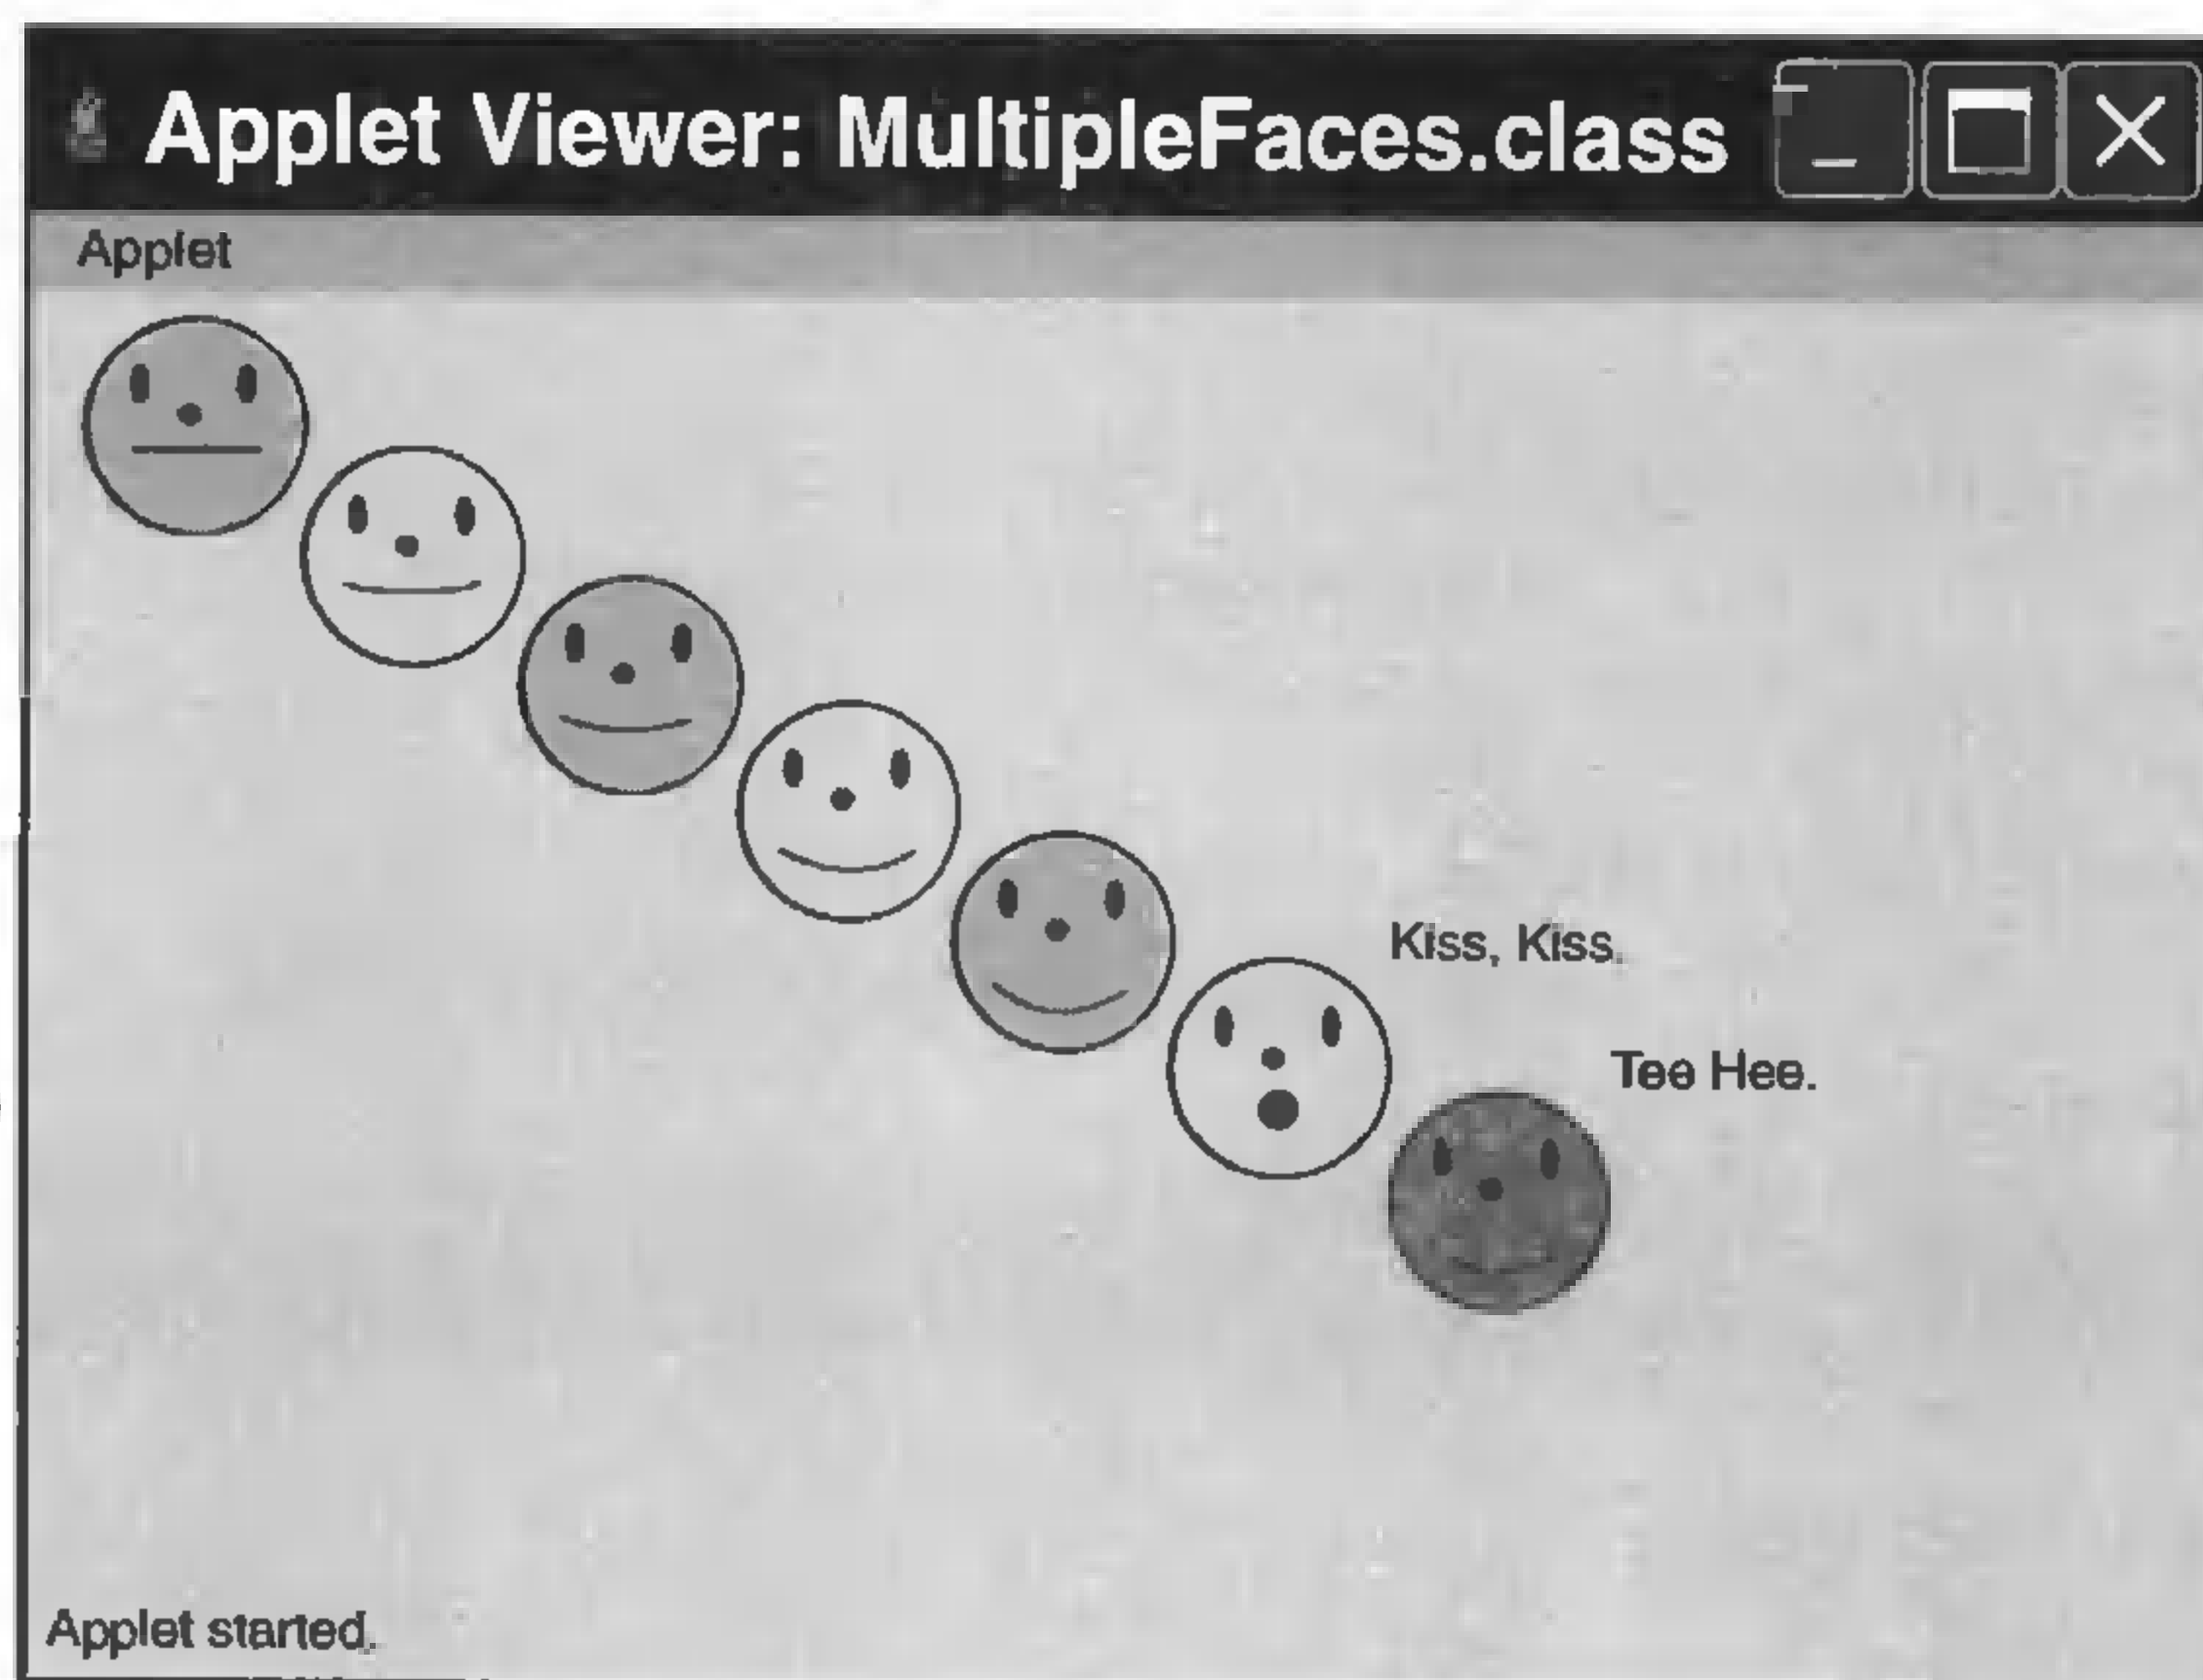 Applet Viewer: MultipleFaces.class
Applet
Kiss, Kiss.
Tee Hee.
Applet started.